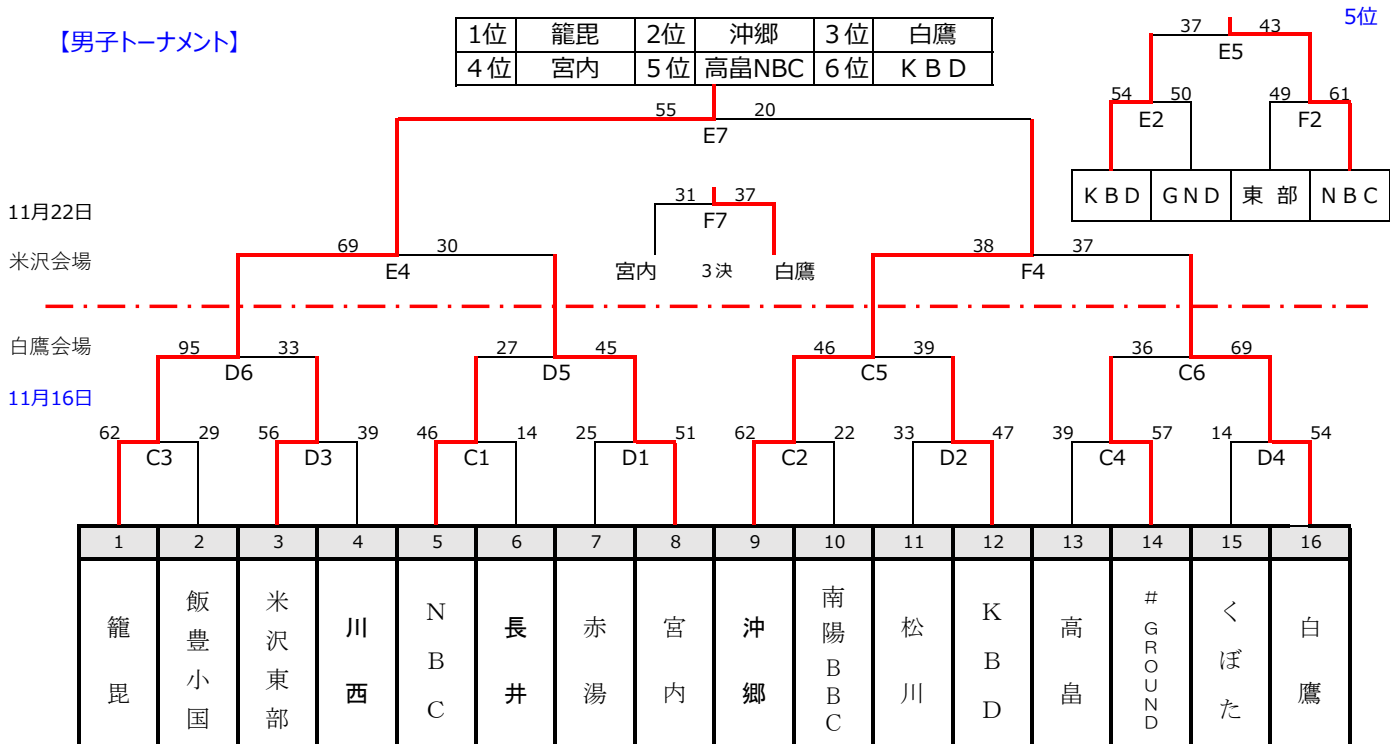 【男子トーナメント】
1位 籠毘 2位 沖郷 3位 白鷹
4位 宮内 5位 高畠NBC 6位 KBD
5位
37 43
E5
54 50 49 61
E2 F2
KBD GND 東部 NBC
55 20
E7
11月22日
31 37
F7
宮内 3決 白鷹
米沢会場
69 30 38 37
E4 F4
白鷹会場
95 33 27 45 46 39 36 69
D6 D5 C5 C6
11月16日
62 29 56 39 46 14 25 51 62 22 33 47 39 57 14 54
C3 D3 C1 D1 C2 D2 C4 D4
1 2 3 4 5 6 7 8 9 10 11 12 13 14 15 16
籠毘
飯豊小国
米沢東部
川西
NBC
長井
赤湯
宮内
沖郷
南陽BBC
松川
KBD
高畠
#GROUND
くぼた
白鷹